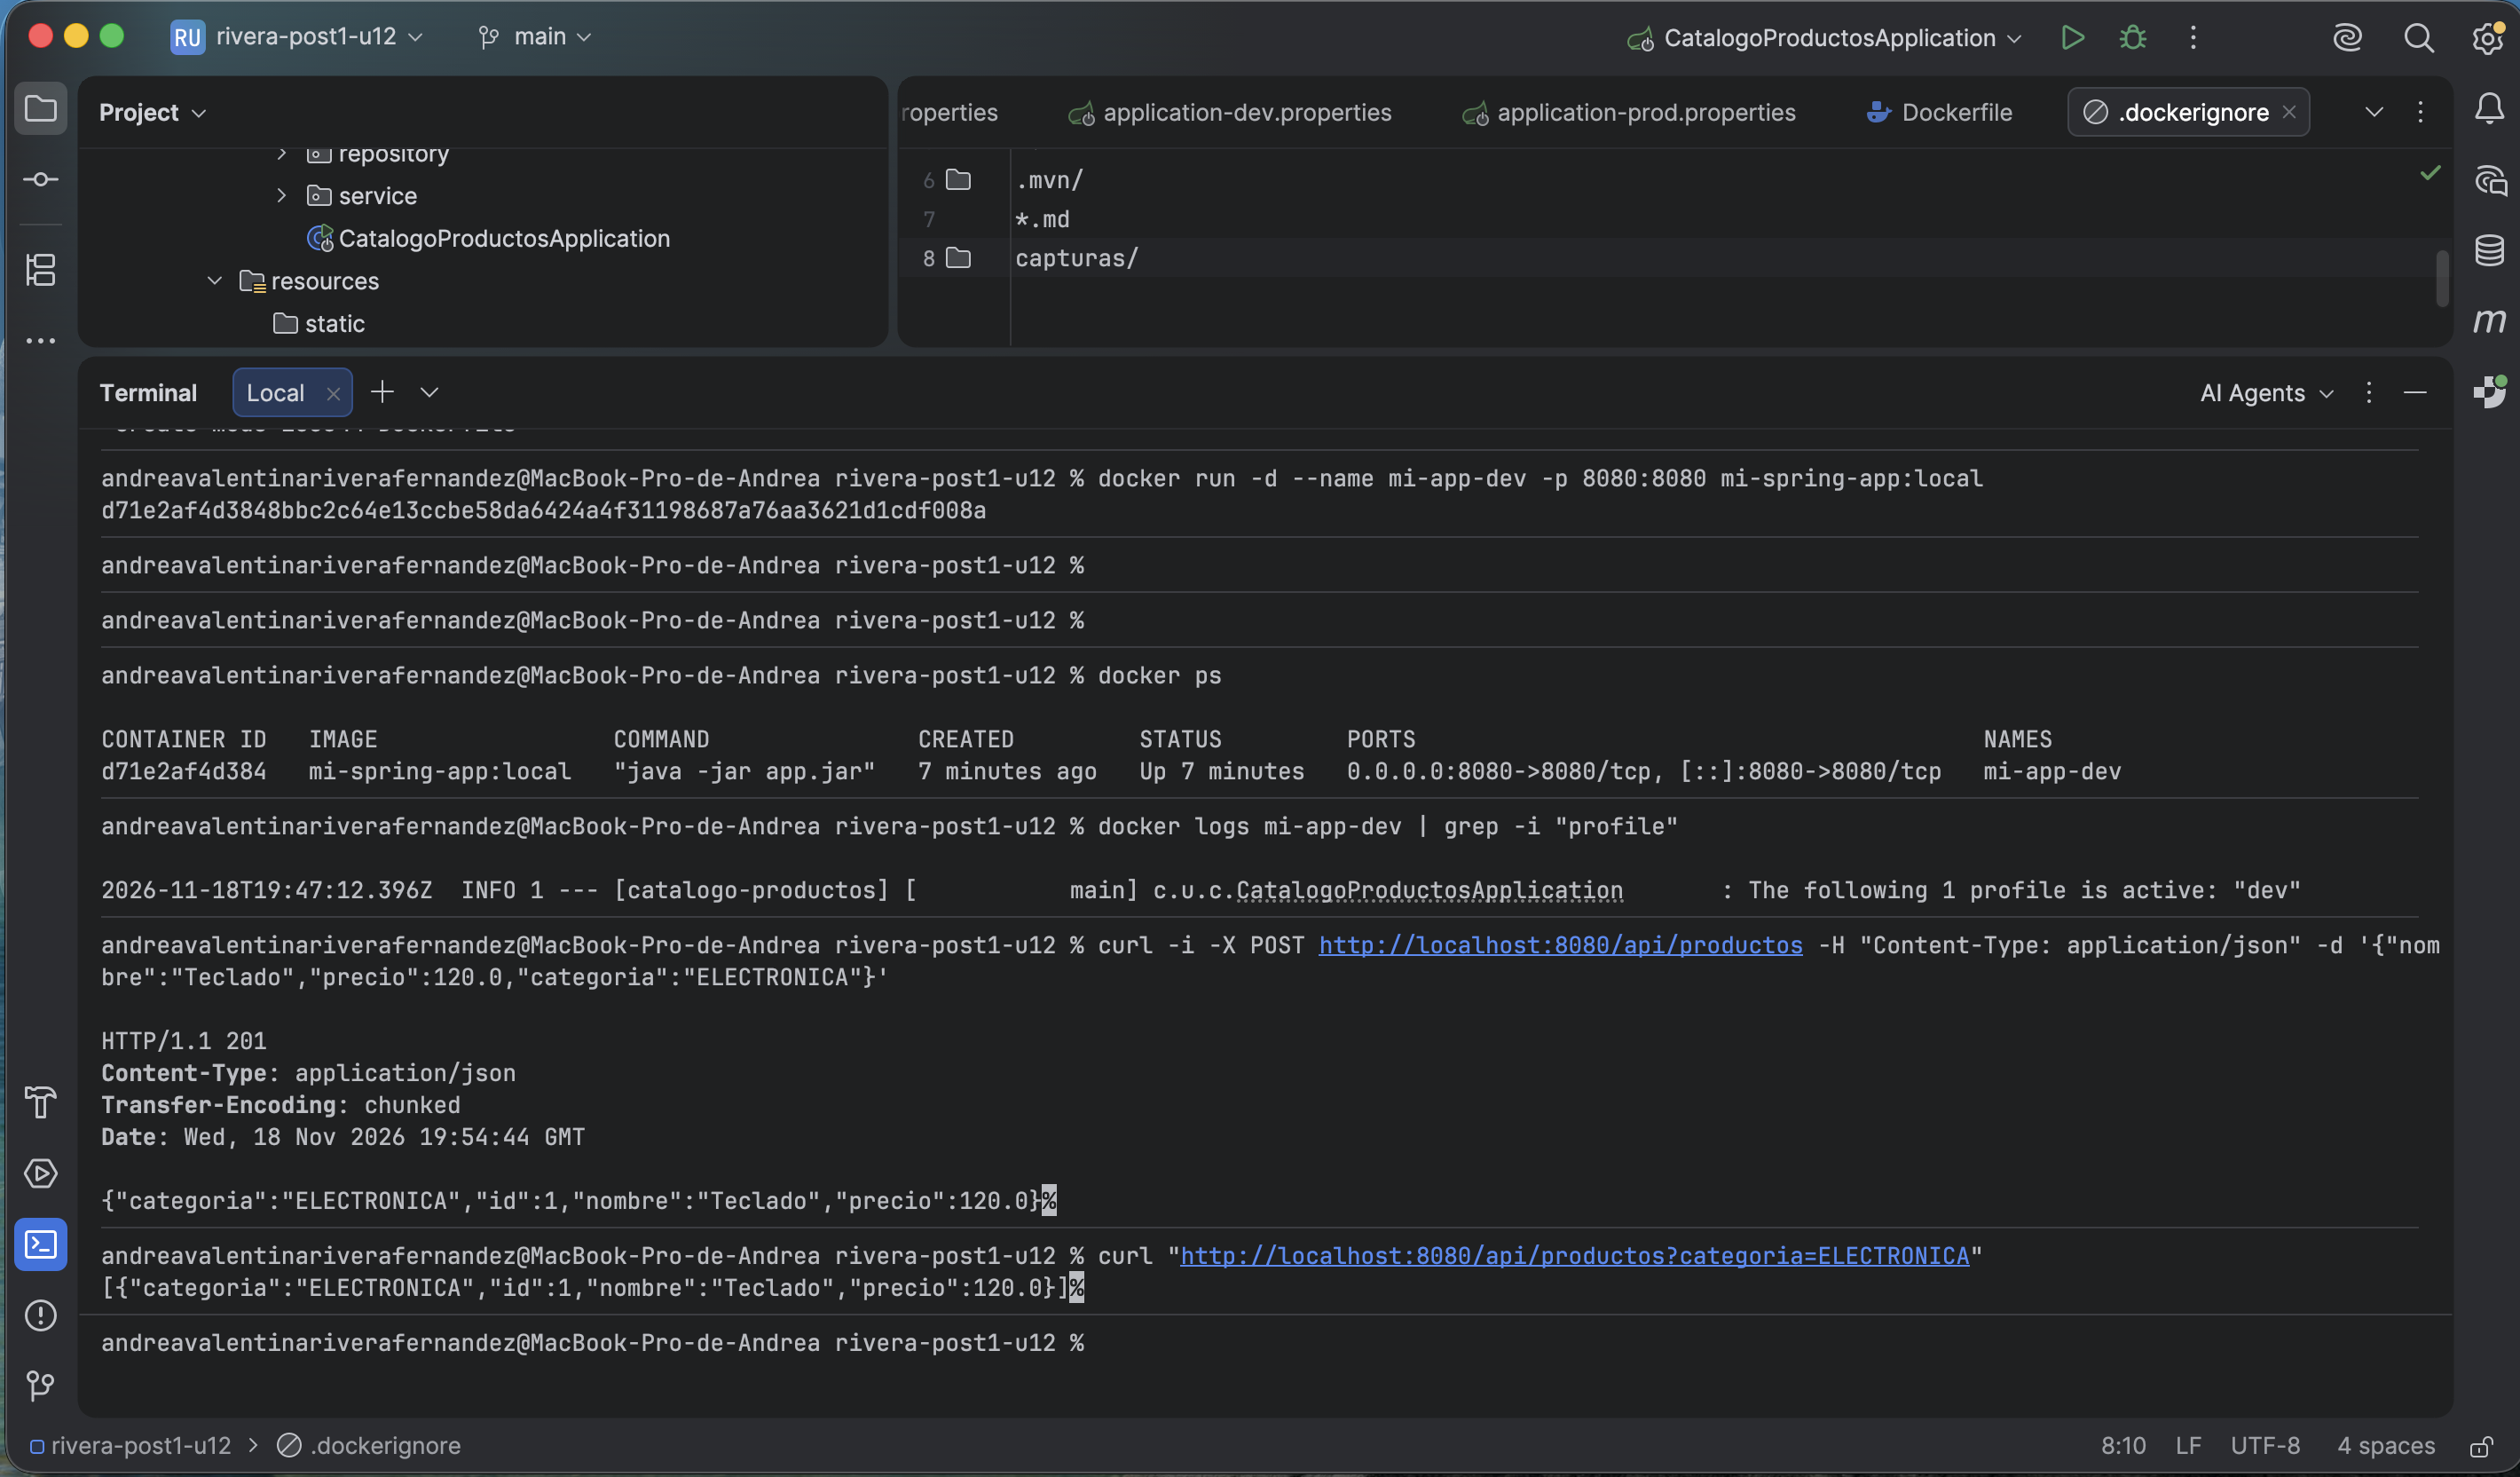 RU rivera-post1-u12 main CatalogoProductosApplication
Project
roperties application-dev.properties application-prod.properties Dockerfile .dockerignore
repository
service
CatalogoProductosApplication
resources
static
6 .mvn/
7 *.md
8 capturas/
Terminal Local AI Agents
andreavalentinariverafernandez@MacBook-Pro-de-Andrea rivera-post1-u12 % docker run -d --name mi-app-dev -p 8080:8080 mi-spring-app:local
d71e2af4d3848bbc2c64e13ccbe58da6424a4f31198687a76aa3621d1cdf008a
andreavalentinariverafernandez@MacBook-Pro-de-Andrea rivera-post1-u12 %
andreavalentinariverafernandez@MacBook-Pro-de-Andrea rivera-post1-u12 %
andreavalentinariverafernandez@MacBook-Pro-de-Andrea rivera-post1-u12 % docker ps
CONTAINER ID IMAGE COMMAND CREATED STATUS PORTS NAMES
d71e2af4d384 mi-spring-app:local "java -jar app.jar" 7 minutes ago Up 7 minutes 0.0.0.0:8080->8080/tcp, [::]:8080->8080/tcp mi-app-dev
andreavalentinariverafernandez@MacBook-Pro-de-Andrea rivera-post1-u12 % docker logs mi-app-dev | grep -i "profile"
2026-11-18T19:47:12.396Z INFO 1 --- [catalogo-productos] [ main] c.u.c.CatalogoProductosApplication : The following 1 profile is active: "dev"
andreavalentinariverafernandez@MacBook-Pro-de-Andrea rivera-post1-u12 % curl -i -X POST http://localhost:8080/api/productos -H "Content-Type: application/json" -d '{"nom
bre":"Teclado","precio":120.0,"categoria":"ELECTRONICA"}'
HTTP/1.1 201
Content-Type: application/json
Transfer-Encoding: chunked
Date: Wed, 18 Nov 2026 19:54:44 GMT
{"categoria":"ELECTRONICA","id":1,"nombre":"Teclado","precio":120.0}%
andreavalentinariverafernandez@MacBook-Pro-de-Andrea rivera-post1-u12 % curl "http://localhost:8080/api/productos?categoria=ELECTRONICA"
[{"categoria":"ELECTRONICA","id":1,"nombre":"Teclado","precio":120.0}]%
andreavalentinariverafernandez@MacBook-Pro-de-Andrea rivera-post1-u12 %
rivera-post1-u12 > .dockerignore 8:10 LF UTF-8 4 spaces